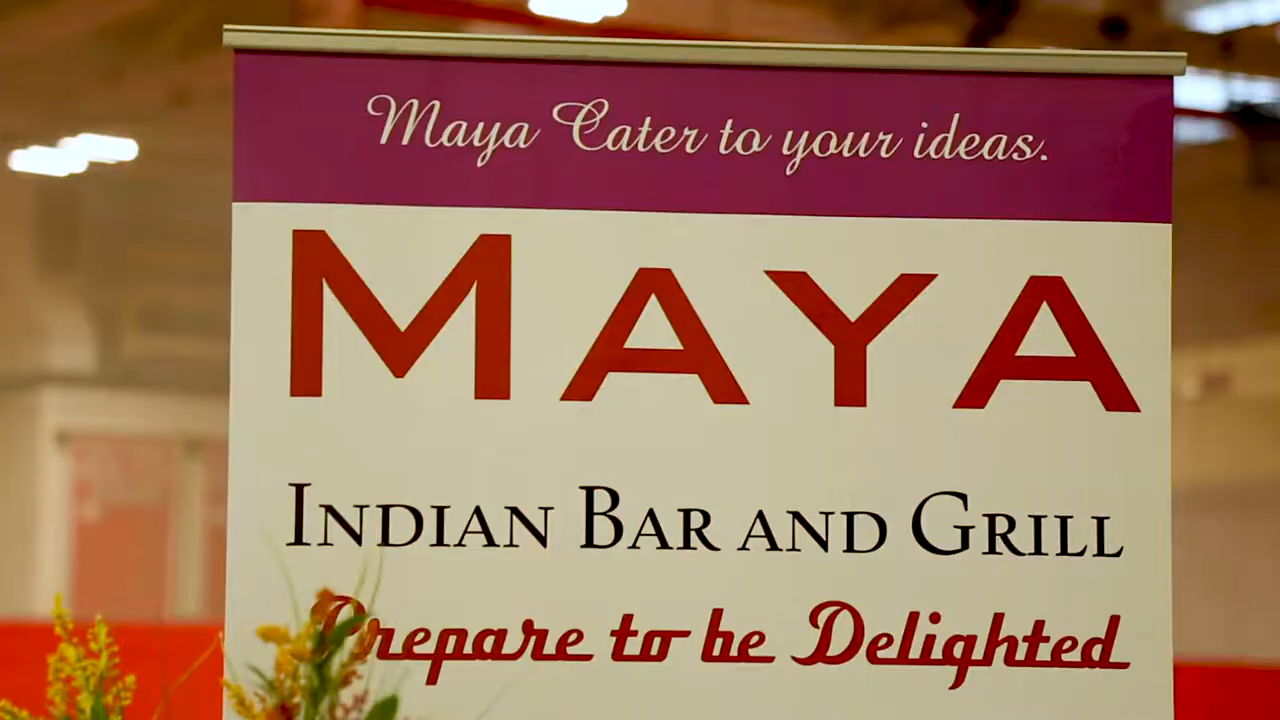 Maya Cater to your ideas.
MAYA
INDIAN BAR AND GRILL
Prepare to be Delighted